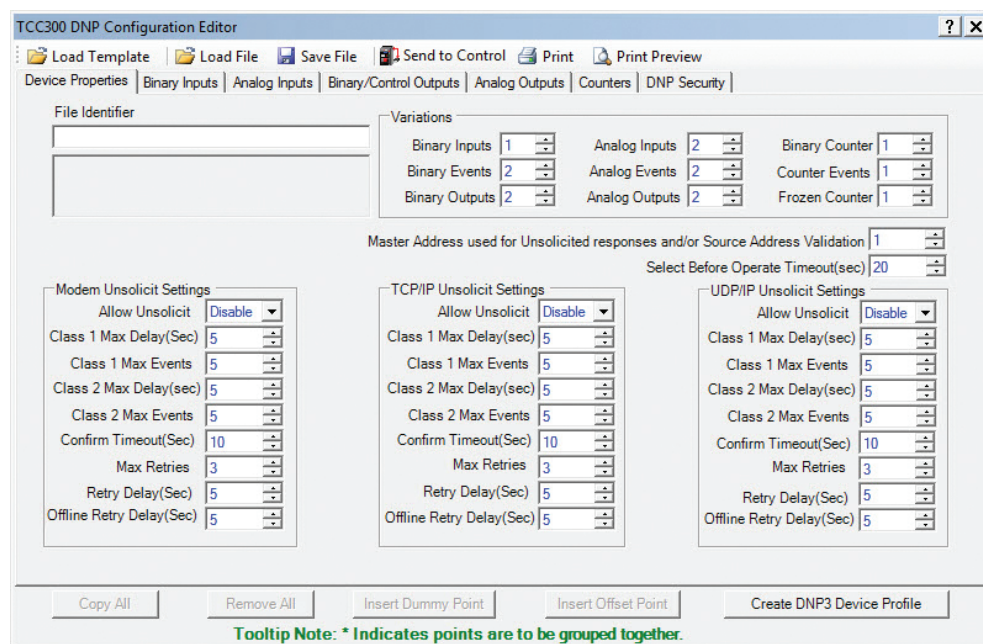 TCC300 DNP Configuration Editor
Load Template Load File Save File Send to Control Print Print Preview
Device Properties Binary Inputs Analog Inputs Binary/Control Outputs Analog Outputs Counters DNP Security
File Identifier
Variations
Binary Inputs 1 Analog Inputs 2 Binary Counter 1
Binary Events 2 Analog Events 2 Counter Events 1
Binary Outputs 2 Analog Outputs 2 Frozen Counter 1
Master Address used for Unsolicited responses and/or Source Address Validation 1
Select Before Operate Timeout(sec) 20
Modem Unsolicit Settings
Allow Unsolicit Disable
Class 1 Max Delay(Sec) 5
Class 1 Max Events 5
Class 2 Max Delay(sec) 5
Class 2 Max Events 5
Confirm Timeout(Sec) 10
Max Retries 3
Retry Delay(Sec) 5
Offline Retry Delay(Sec) 5
TCP/IP Unsolicit Settings
Allow Unsolicit Disable
Class 1 Max Delay(Sec) 5
Class 1 Max Events 5
Class 2 Max Delay(sec) 5
Class 2 Max Events 5
Confirm Timeout(Sec) 10
Max Retries 3
Retry Delay(Sec) 5
Offline Retry Delay(Sec) 5
UDP/IP Unsolicit Settings
Allow Unsolicit Disable
Class 1 Max Delay(Sec) 5
Class 1 Max Events 5
Class 2 Max Delay(sec) 5
Class 2 Max Events 5
Confirm Timeout(Sec) 10
Max Retries 3
Retry Delay(Sec) 5
Offline Retry Delay(Sec) 5
Copy All Remove All Insert Dummy Point Insert Offset Point Create DNP3 Device Profile
Tooltip Note: * Indicates points are to be grouped together.